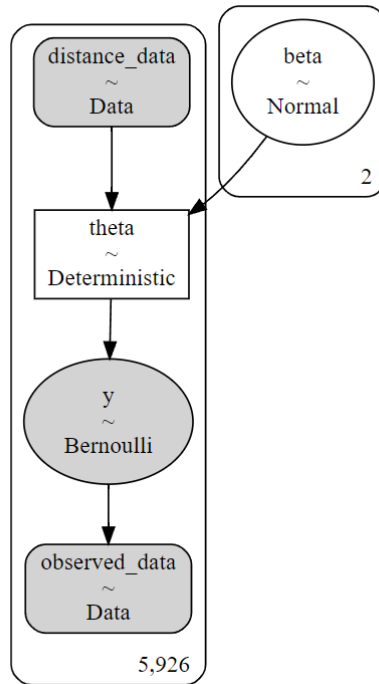 distance_data
~
Data
beta
~
Normal
2
theta
~
Deterministic
y
~
Bernoulli
observed_data
~
Data
5,926